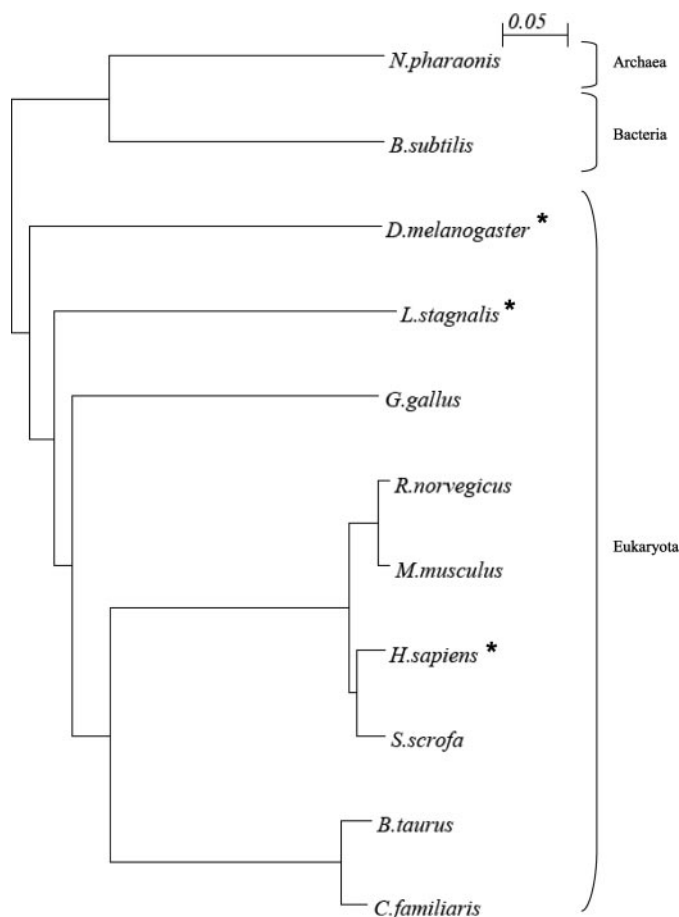 0.05
N.pharaonis
Archaea
B.subtilis
Bacteria
D.melanogaster *
L.stagnalis *
G.gallus
R.norvegicus
Eukaryota
M.musculus
H.sapiens *
S.scrofa
B.taurus
C.familiaris